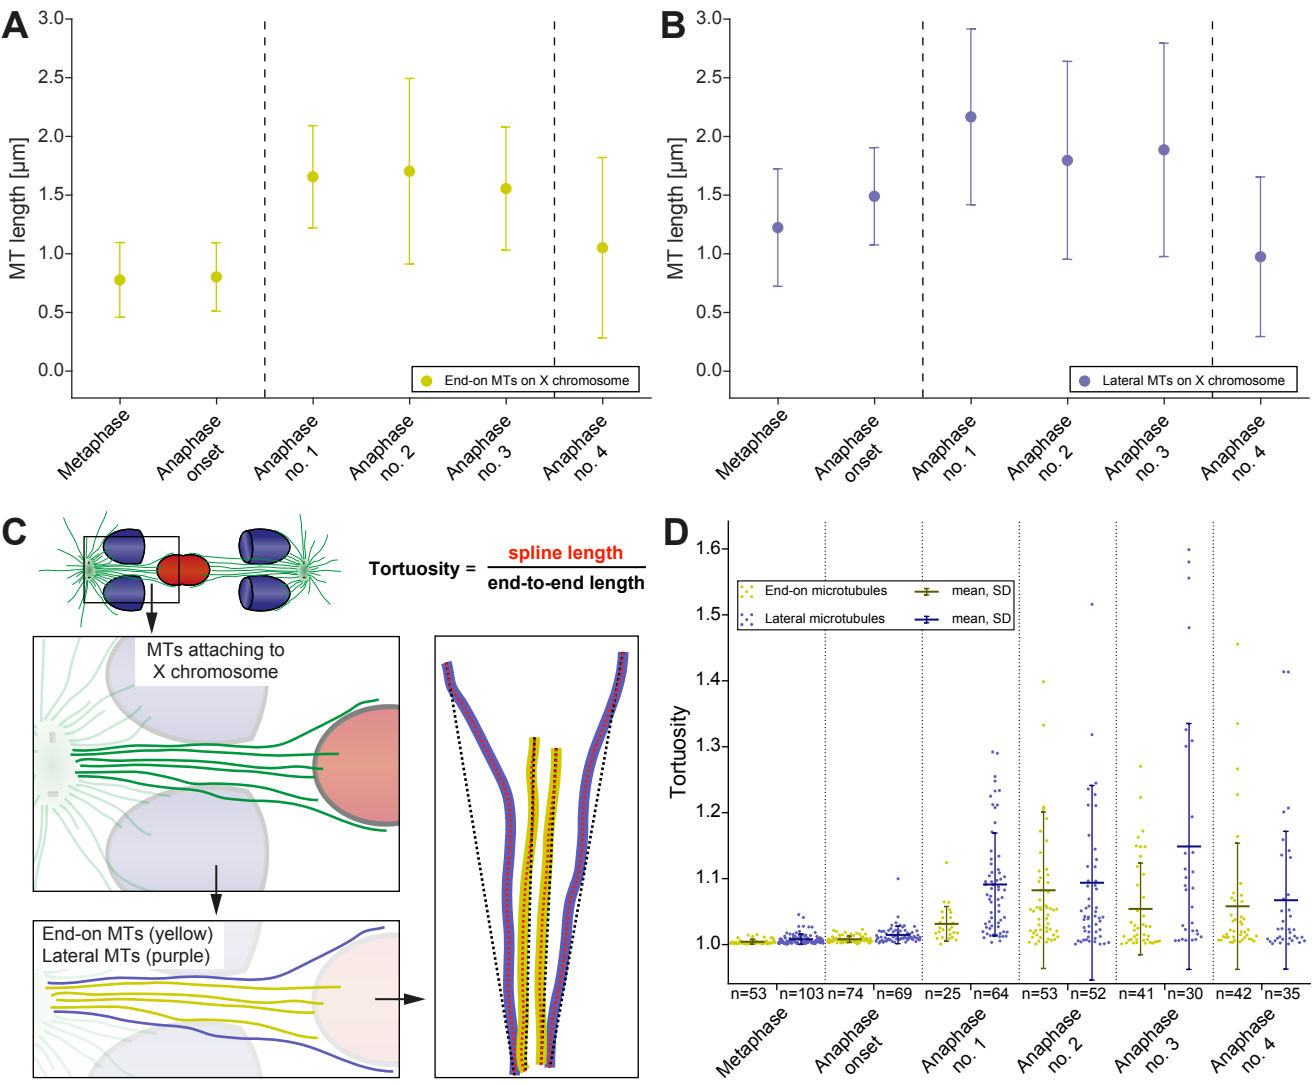 A
3.0
2.5
2.0
1.5
1.0
0.5
0.0
MT length [µm]
End-on MTs on X chromosome
Metaphase
Anaphase
onset
Anaphase
no. 1
Anaphase
no. 2
Anaphase
no. 3
Anaphase
no. 4
B
3.0
2.5
2.0
1.5
1.0
0.5
0.0
MT length [µm]
Lateral MTs on X chromosome
Metaphase
Anaphase
onset
Anaphase
no. 1
Anaphase
no. 2
Anaphase
no. 3
Anaphase
no. 4
C
Tortuosity =
spline length
end-to-end length
MTs attaching to
X chromosome
End-on MTs (yellow)
Lateral MTs (purple)
D
1.6
1.5
1.4
1.3
1.2
1.1
1.0
Tortuosity
End-on microtubules mean, SD
Lateral microtubules mean, SD
n=53 n=103 n=74 n=69 n=25 n=64 n=53 n=52 n=41 n=30 n=42 n=35
Metaphase
Anaphase
onset
Anaphase
no. 1
Anaphase
no. 2
Anaphase
no. 3
Anaphase
no. 4